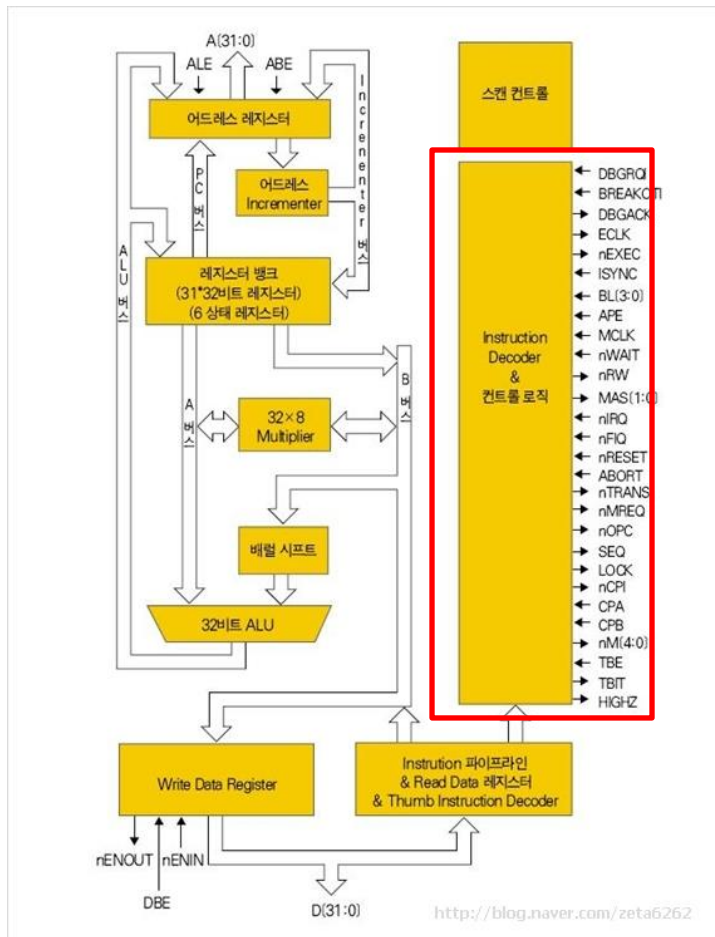 A(31:0)
ALE
ABE
어드레스 레지스터
PC 버스
Increnenter 버스
어드레스
Incrementer
ALU 버스
레지스터 뱅크
(31*32비트 레지스터)
(6 상태 레지스터)
A 버스
B 버스
32×8
Multiplier
배럴 시프트
32비트 ALU
Write Data Register
nENOUT
nENIN
DBE
Instrution 파이프라인
& Read Data 레지스터
& Thumb Instruction Decoder
D(31:0)
스캔 컨트롤
Instruction
Decoder
&
컨트롤 로직
DBGRQI
BREAKOTI
DBGACK
ECLK
nEXEC
ISYNC
BL(3:0)
APE
MCLK
nWAIT
nRW
MAS(1:0)
nIRQ
nFIQ
nRESET
ABORT
nTRANS
nMREQ
nOPC
SEQ
LOCK
nCPI
CPA
CPB
nM(4:0)
TBE
TBIT
HIGHZ
http://blog.naver.com/zeta6262